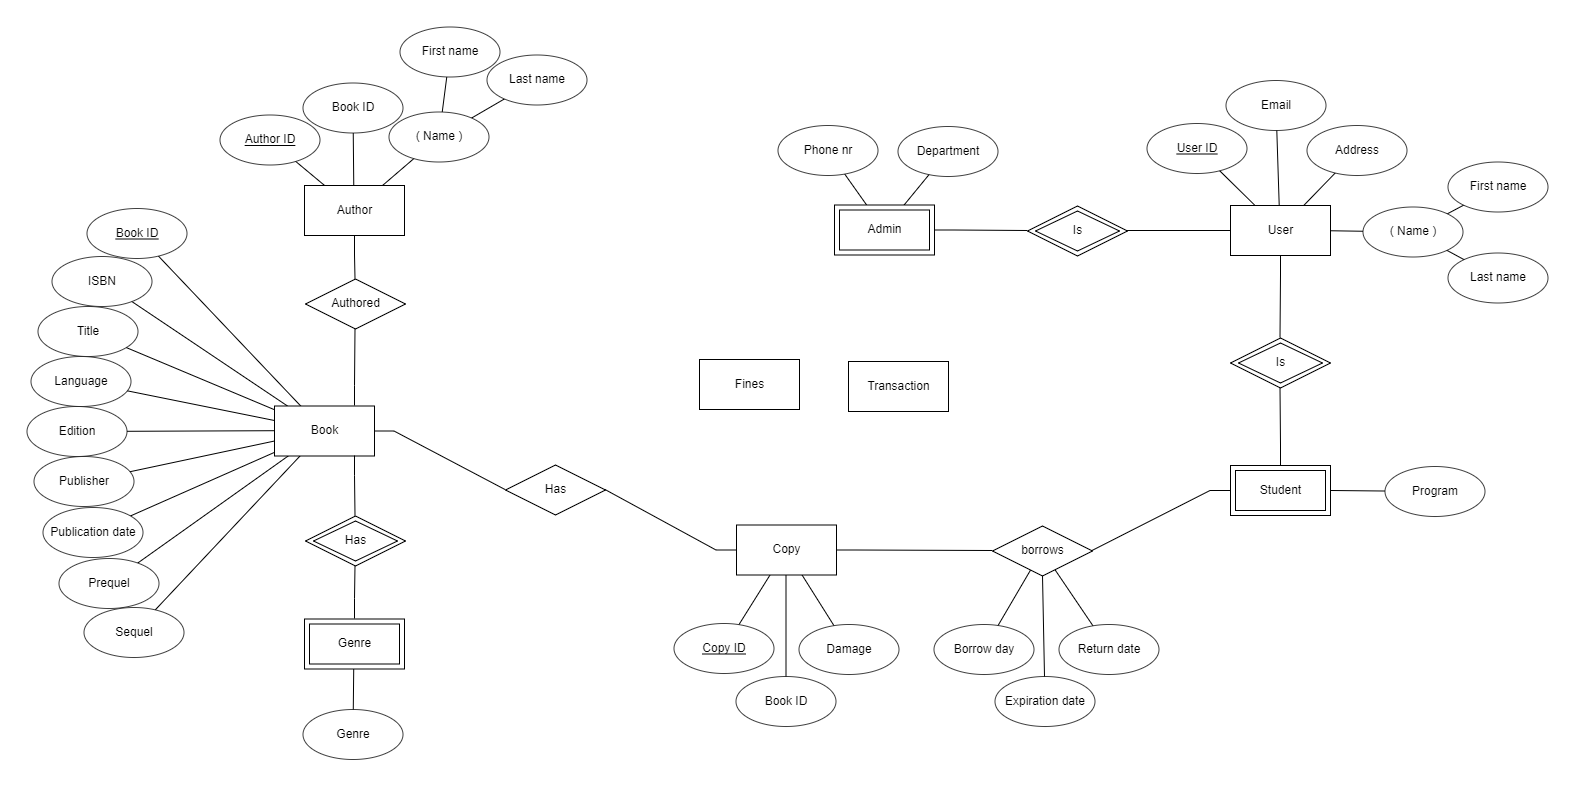 First name
Last name
Book ID
Author ID
( Name )
Author
Book ID
ISBN
Title
Language
Edition
Publisher
Publication date
Prequel
Sequel
Authored
Book
Has
Genre
Genre
Has
Copy
Copy ID
Book ID
Damage
borrows
Borrow day
Expiration date
Return date
Fines
Transaction
Phone nr
Department
Admin
Is
Email
User ID
Address
User
( Name )
First name
Last name
Is
Student
Program